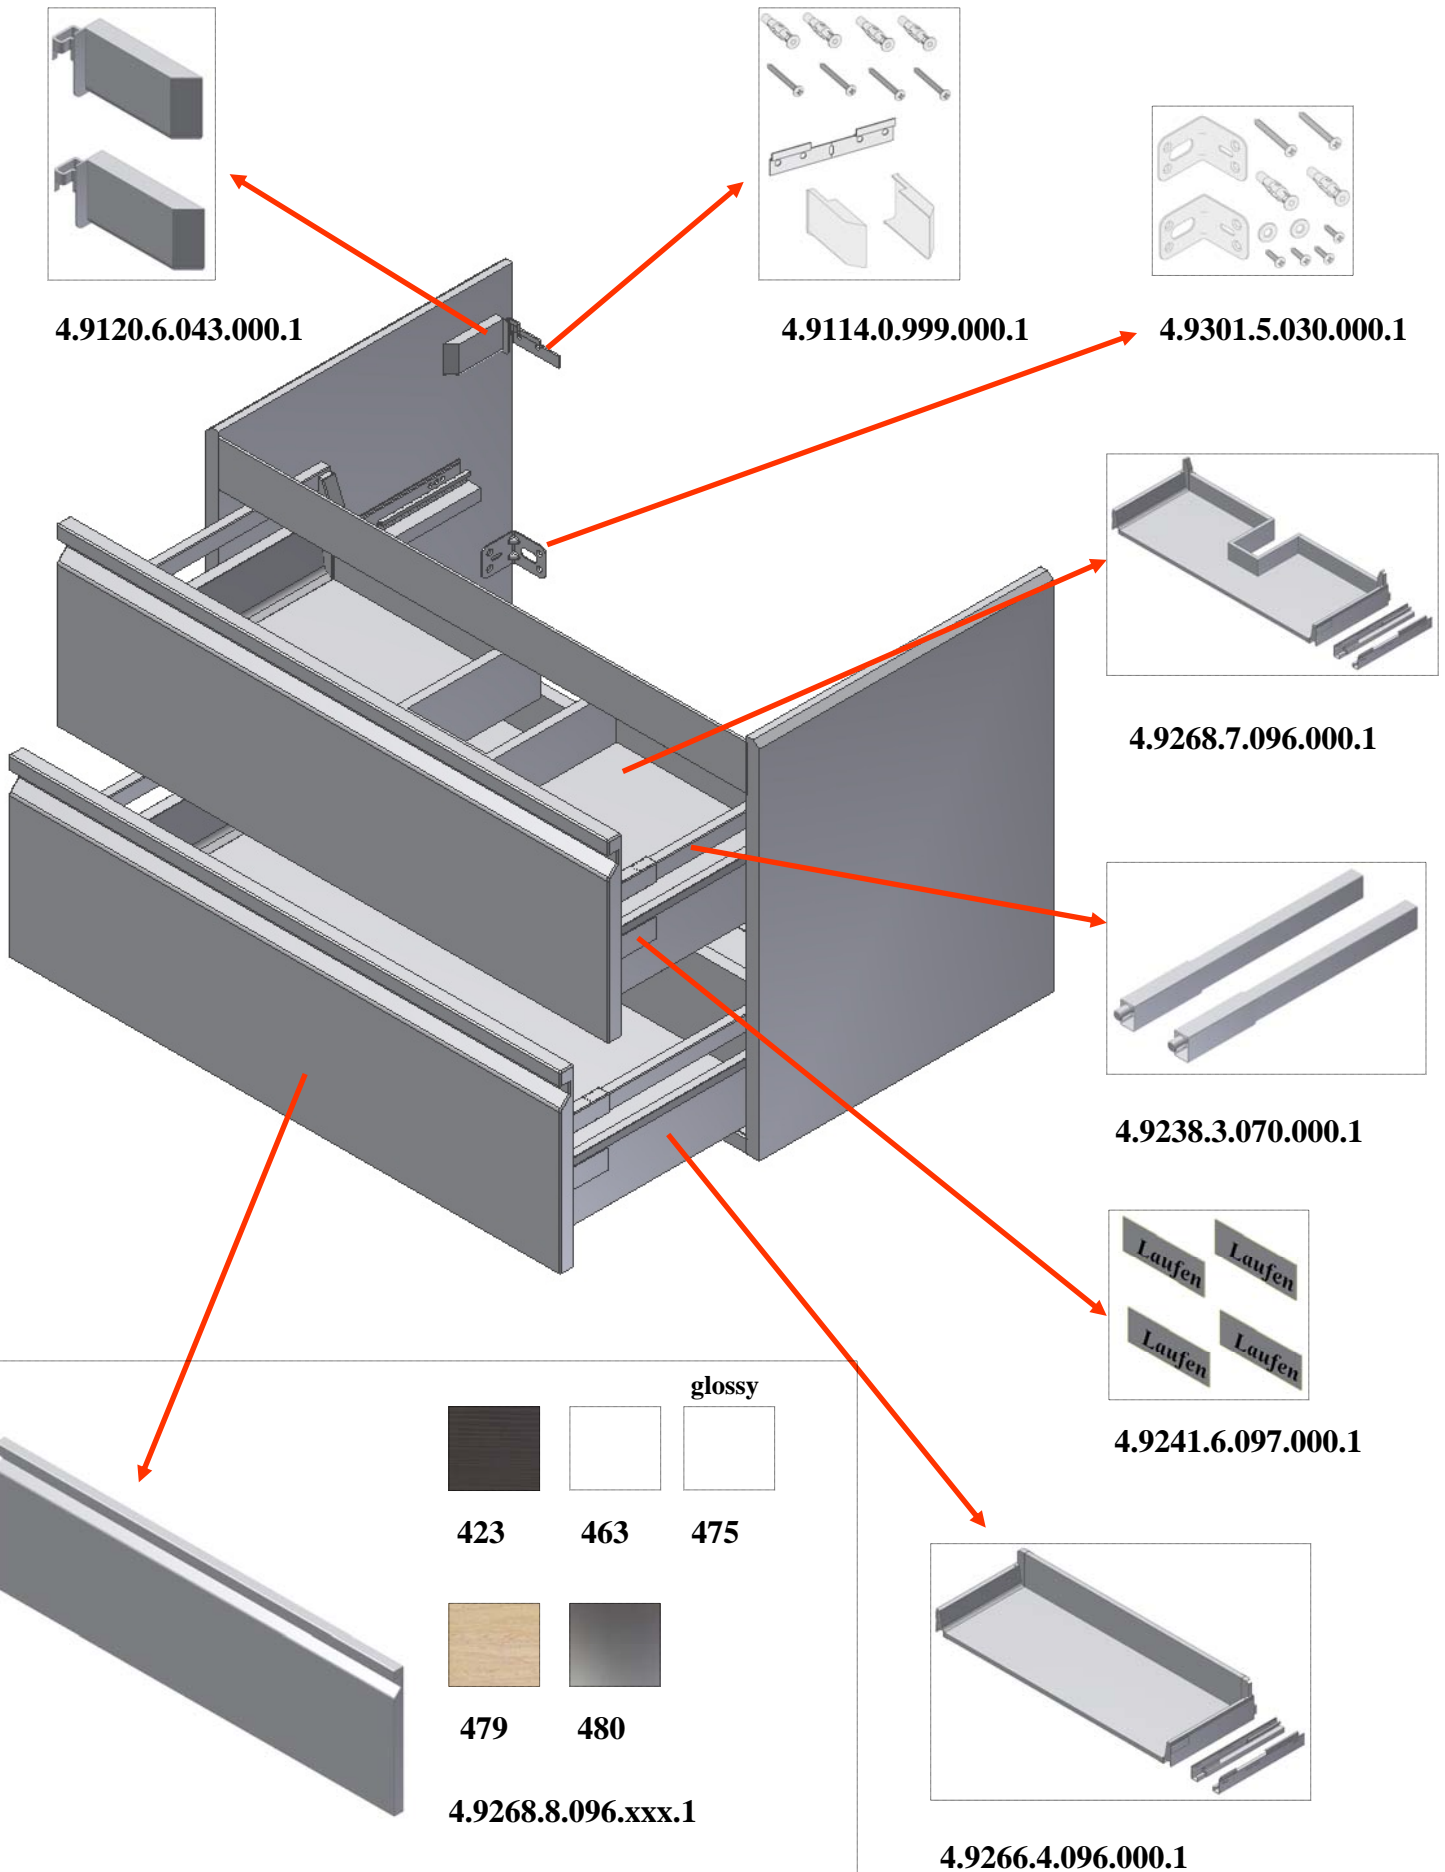 4.9120.6.043.000.1
4.9114.0.999.000.1
4.9301.5.030.000.1
4.9268.7.096.000.1
4.9238.3.070.000.1
Laufen
Laufen
Laufen
Laufen
4.9241.6.097.000.1
glossy
423
463
475
479
480
4.9268.8.096.xxx.1
4.9266.4.096.000.1